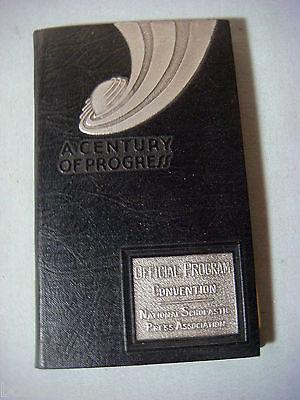 A CENTURY
OF PROGRESS
OFFICIAL PROGRAM
CONVENTION
NATIONAL SCHOLASTIC
PRESS ASSOCIATION